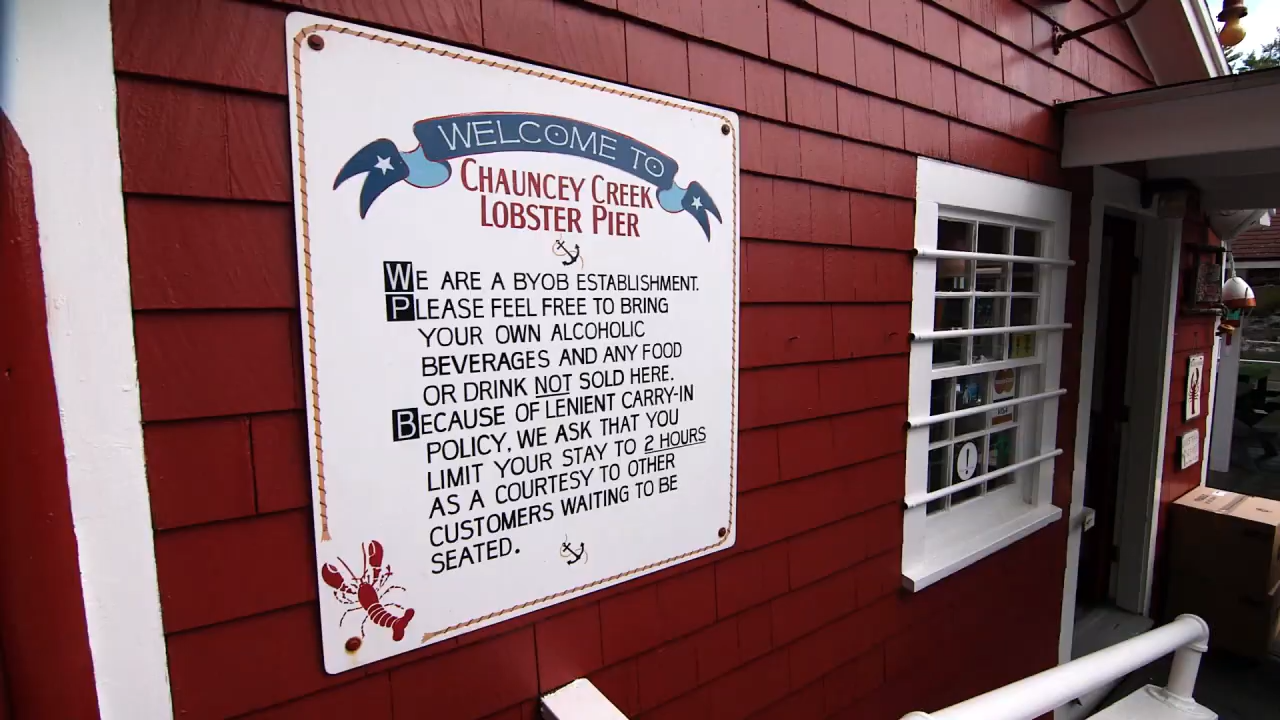 WELCOME TO
CHAUNCEY CREEK
LOBSTER PIER
WE ARE A BYOB ESTABLISHMENT.
PLEASE FEEL FREE TO BRING
YOUR OWN ALCOHOLIC
BEVERAGES AND ANY FOOD
OR DRINK NOT SOLD HERE.
BECAUSE OF LENIENT CARRY-IN
POLICY, WE ASK THAT YOU
LIMIT YOUR STAY TO 2 HOURS
AS A COURTESY TO OTHER
CUSTOMERS WAITING TO BE
SEATED.